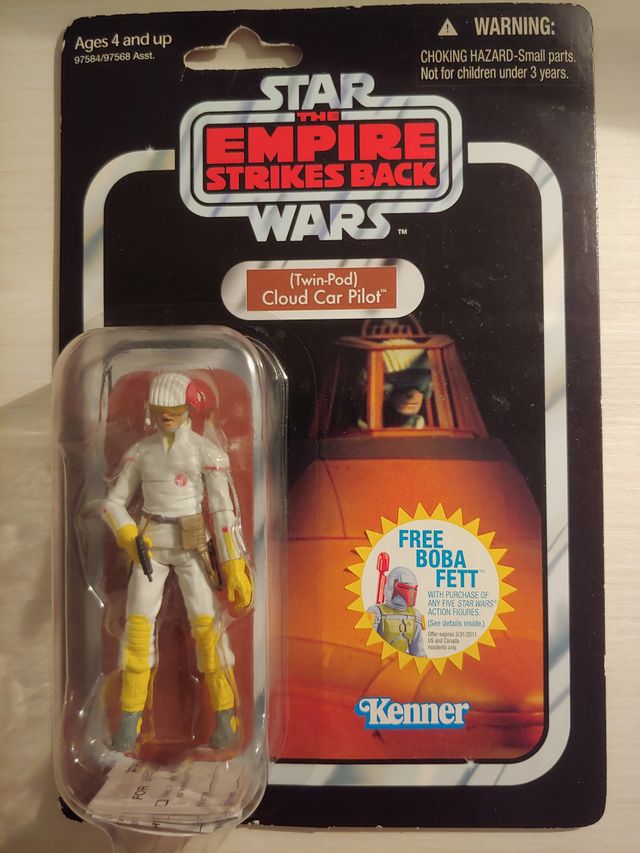 Ages 4 and up
97584/97568 Asst.
WARNING:
CHOKING HAZARD-Small parts.
Not for children under 3 years.
STAR
THE
EMPIRE
STRIKES BACK
WARS™
(Twin-Pod)
Cloud Car Pilot™
FREE
BOBA
FETT™
WITH PURCHASE OF
ANY FIVE STAR WARS®
ACTION FIGURES.
(See details inside.)
Offer expires 3/31/2011.
US and Canada
residents only.
Kenner
FOR